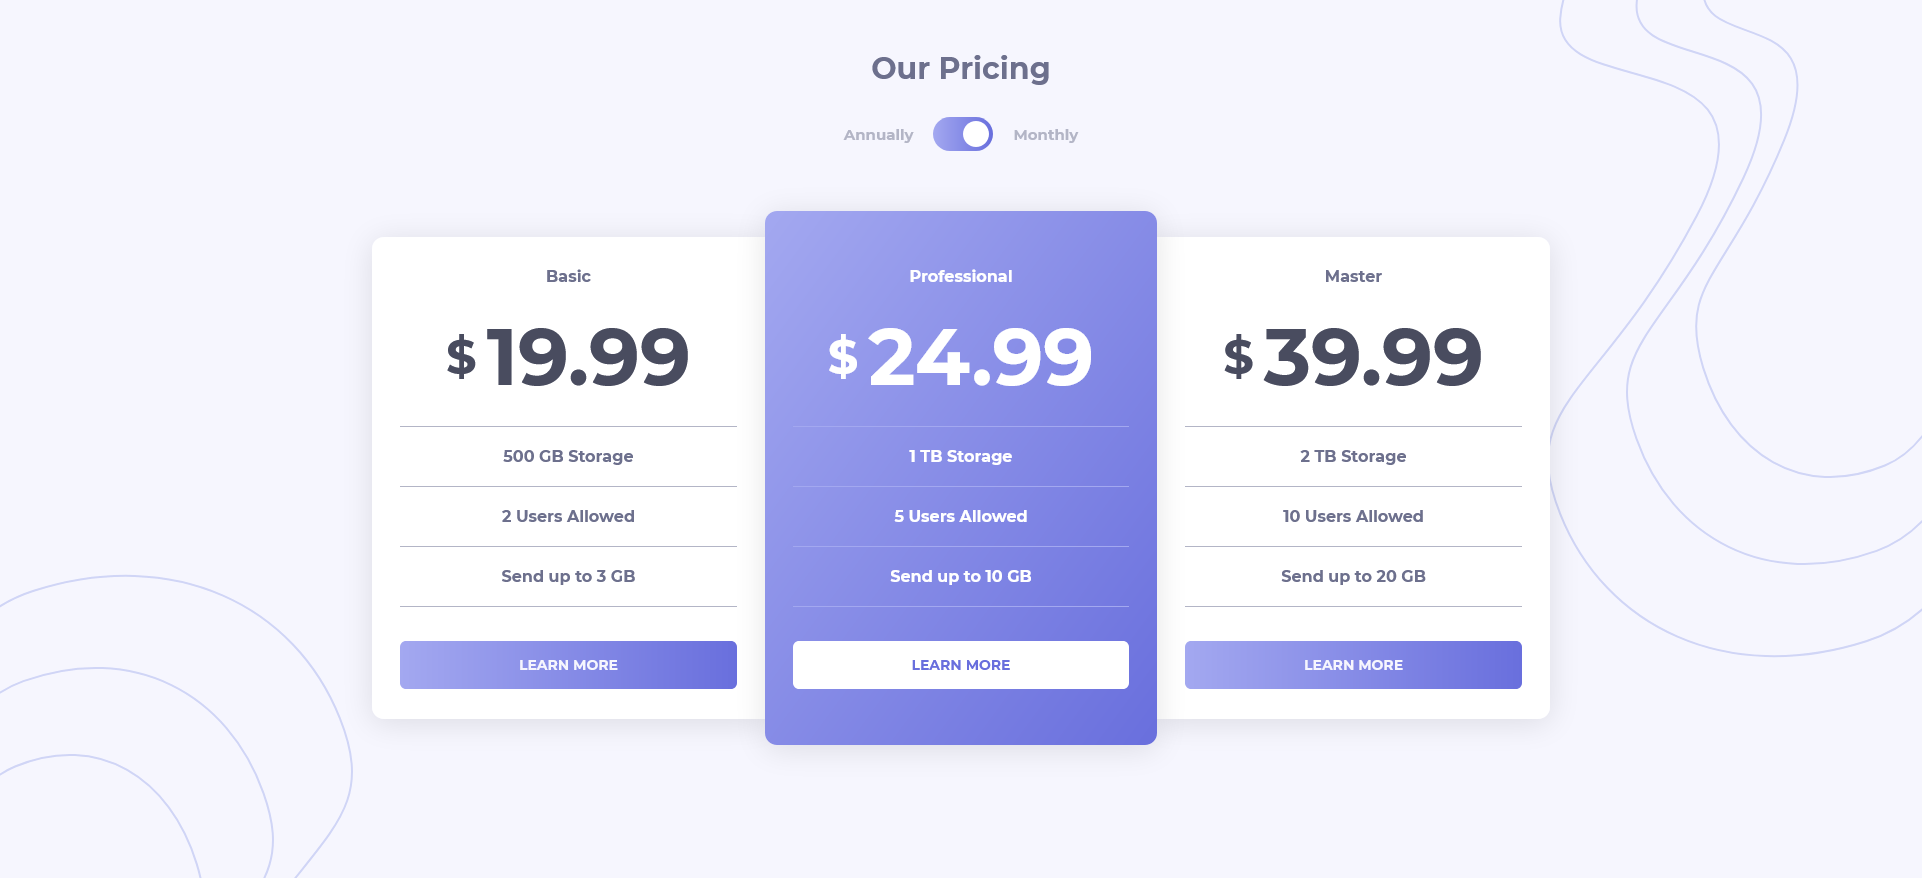 Our Pricing
Annually Monthly
Basic
$ 19.99
500 GB Storage
2 Users Allowed
Send up to 3 GB
LEARN MORE
Professional
$ 24.99
1 TB Storage
5 Users Allowed
Send up to 10 GB
LEARN MORE
Master
$ 39.99
2 TB Storage
10 Users Allowed
Send up to 20 GB
LEARN MORE